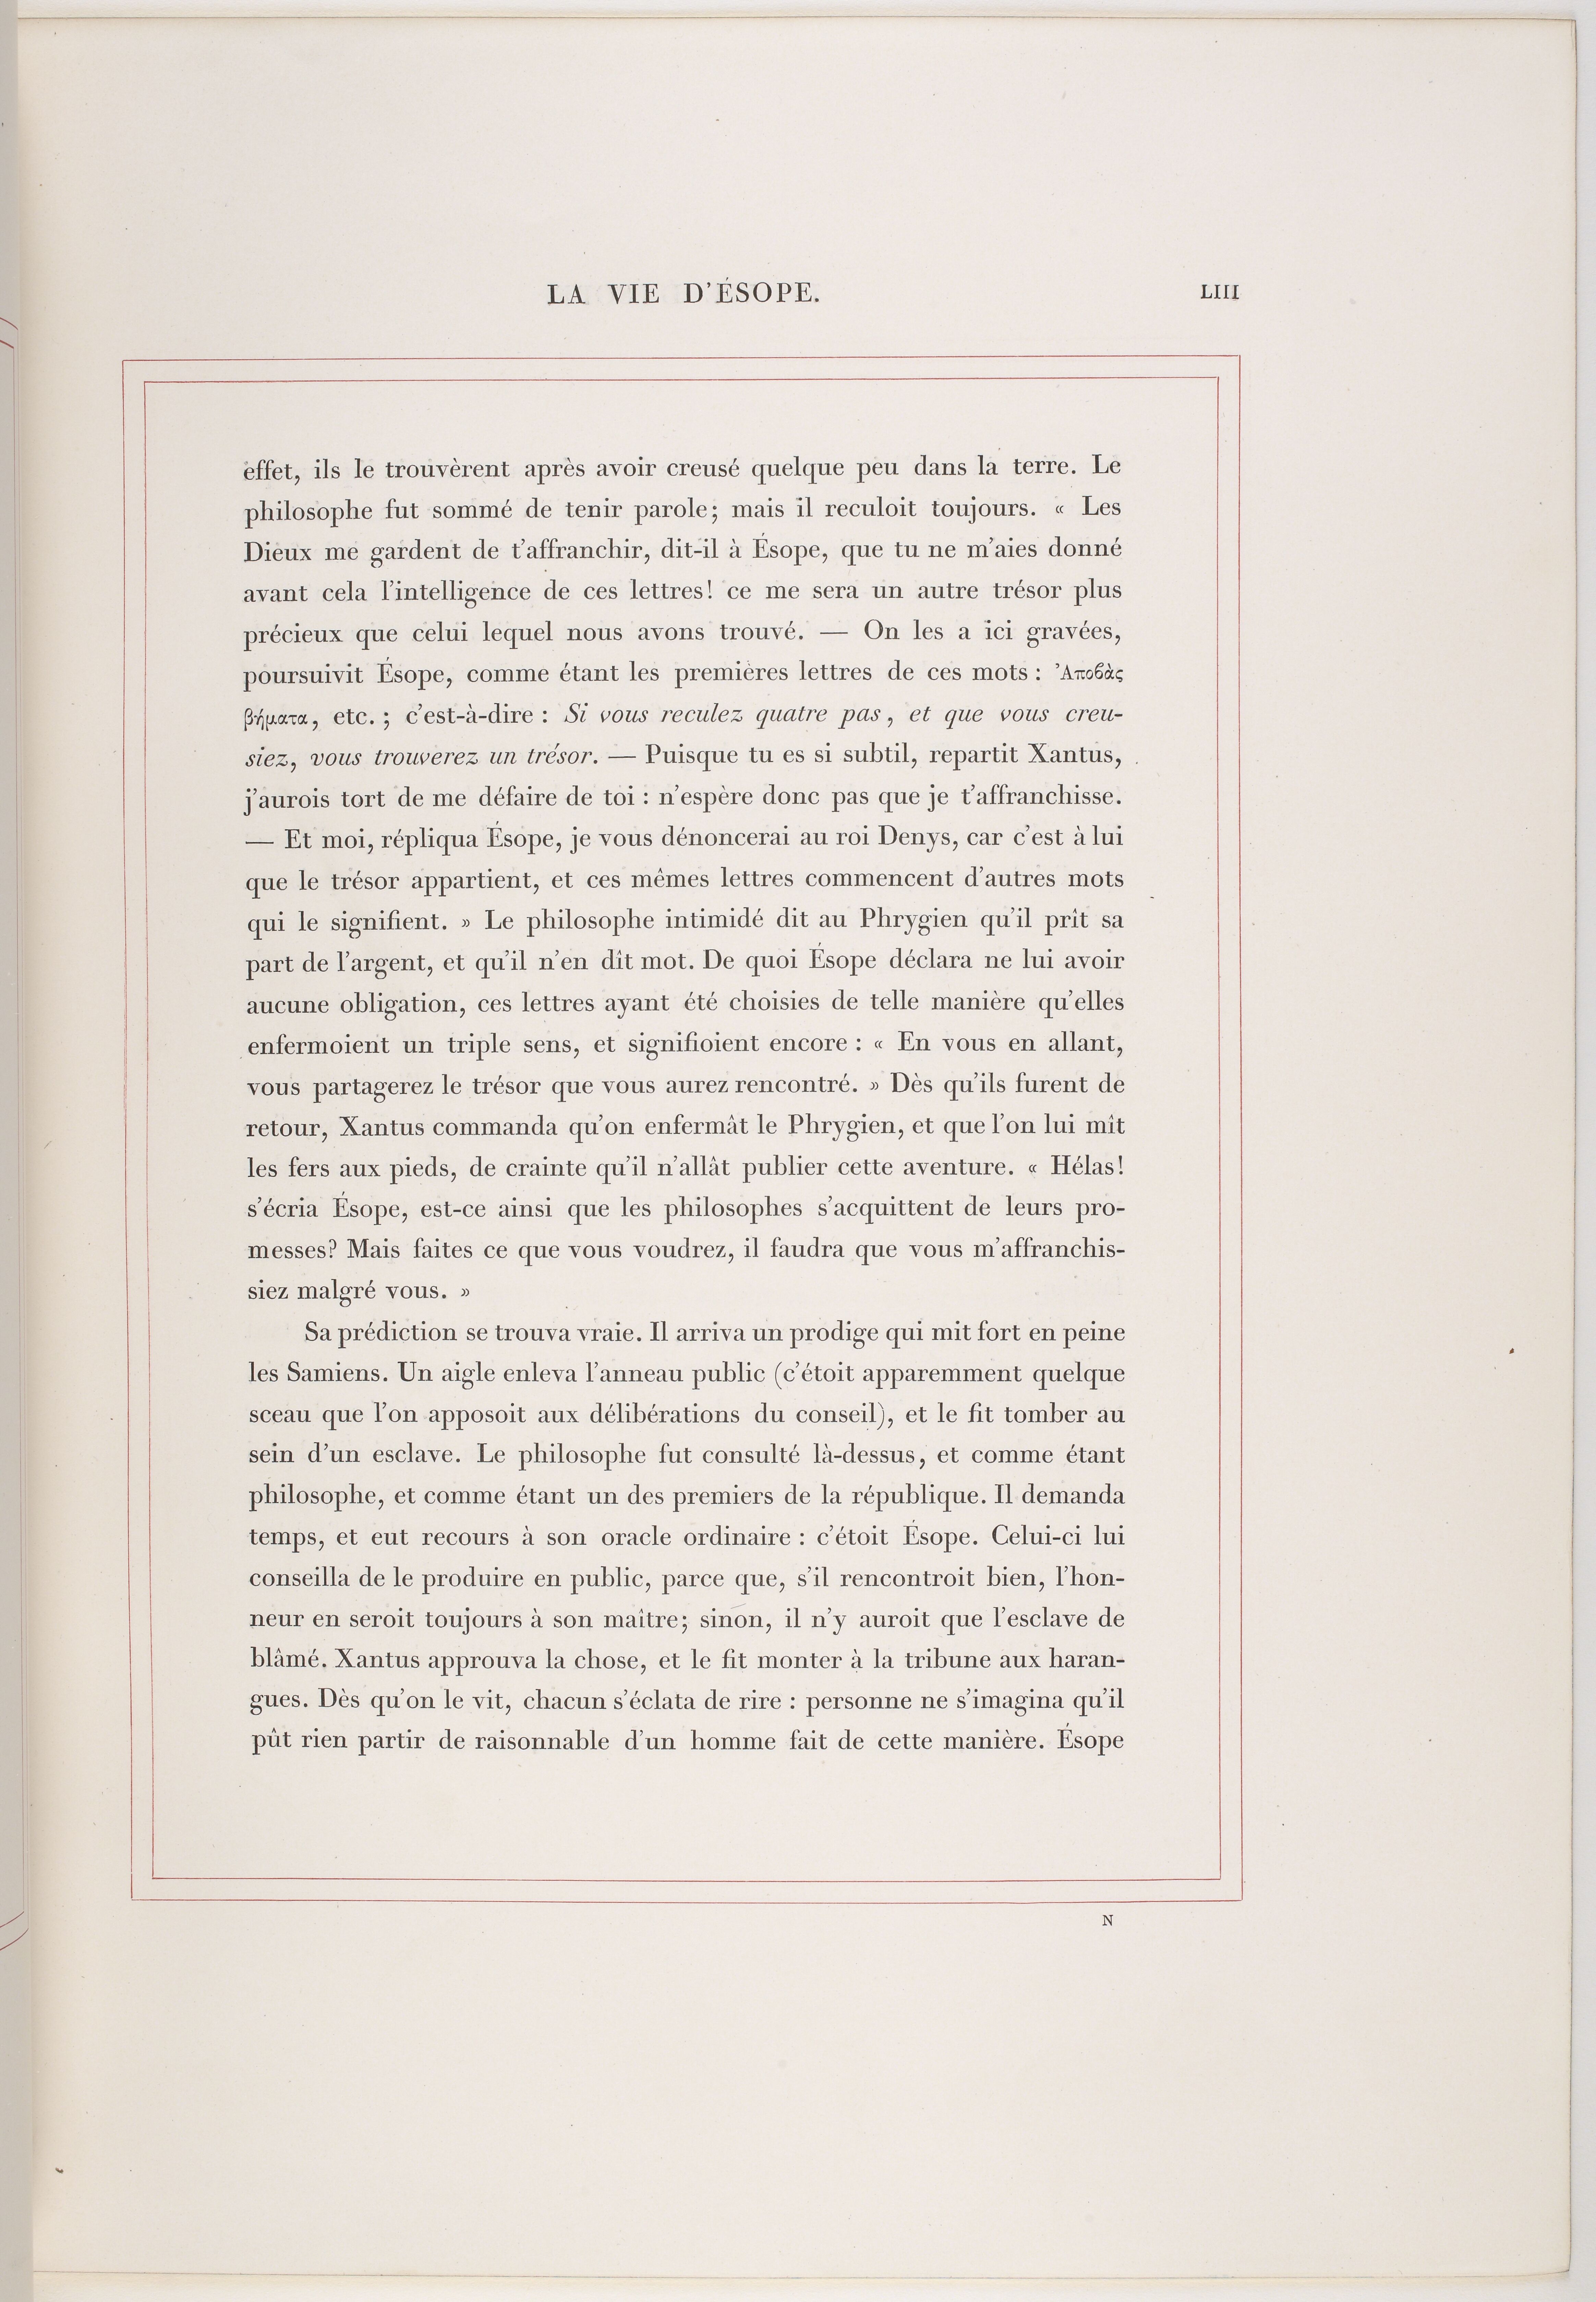 LA VIE D'ÉSOPE. LIII
effet, ils le trouvèrent après avoir creusé quelque peu dans la terre. Le
philosophe fut sommé de tenir parole; mais il reculoit toujours. « Les
Dieux me gardent de t'affranchir, dit-il à Ésope, que tu ne m'aies donné
avant cela l'intelligence de ces lettres! ce me sera un autre trésor plus
précieux que celui lequel nous avons trouvé. — On les a ici gravées,
poursuivit Ésope, comme étant les premières lettres de ces mots : Ἀποϐὰς
βήματα, etc. ; c'est-à-dire : Si vous reculez quatre pas, et que vous creu-
siez, vous trouverez un trésor. — Puisque tu es si subtil, repartit Xantus,
j'aurois tort de me défaire de toi : n'espère donc pas que je t'affranchisse.
— Et moi, répliqua Ésope, je vous dénoncerai au roi Denys, car c'est à lui
que le trésor appartient, et ces mêmes lettres commencent d'autres mots
qui le signifient. » Le philosophe intimidé dit au Phrygien qu'il prît sa
part de l'argent, et qu'il n'en dît mot. De quoi Ésope déclara ne lui avoir
aucune obligation, ces lettres ayant été choisies de telle manière qu'elles
enfermoient un triple sens, et signifioient encore : « En vous en allant,
vous partagerez le trésor que vous aurez rencontré. » Dès qu'ils furent de
retour, Xantus commanda qu'on enfermât le Phrygien, et que l'on lui mît
les fers aux pieds, de crainte qu'il n'allât publier cette aventure. « Hélas!
s'écria Ésope, est-ce ainsi que les philosophes s'acquittent de leurs pro-
messes? Mais faites ce que vous voudrez, il faudra que vous m'affranchis-
siez malgré vous. »
Sa prédiction se trouva vraie. Il arriva un prodige qui mit fort en peine
les Samiens. Un aigle enleva l'anneau public (c'étoit apparemment quelque
sceau que l'on apposoit aux délibérations du conseil), et le fit tomber au
sein d'un esclave. Le philosophe fut consulté là-dessus, et comme étant
philosophe, et comme étant un des premiers de la république. Il demanda
temps, et eut recours à son oracle ordinaire : c'étoit Ésope. Celui-ci lui
conseilla de le produire en public, parce que, s'il rencontroit bien, l'hon-
neur en seroit toujours à son maître; sinon, il n'y auroit que l'esclave de
blâmé. Xantus approuva la chose, et le fit monter à la tribune aux haran-
gues. Dès qu'on le vit, chacun s'éclata de rire : personne ne s'imagina qu'il
pût rien partir de raisonnable d'un homme fait de cette manière. Ésope
N